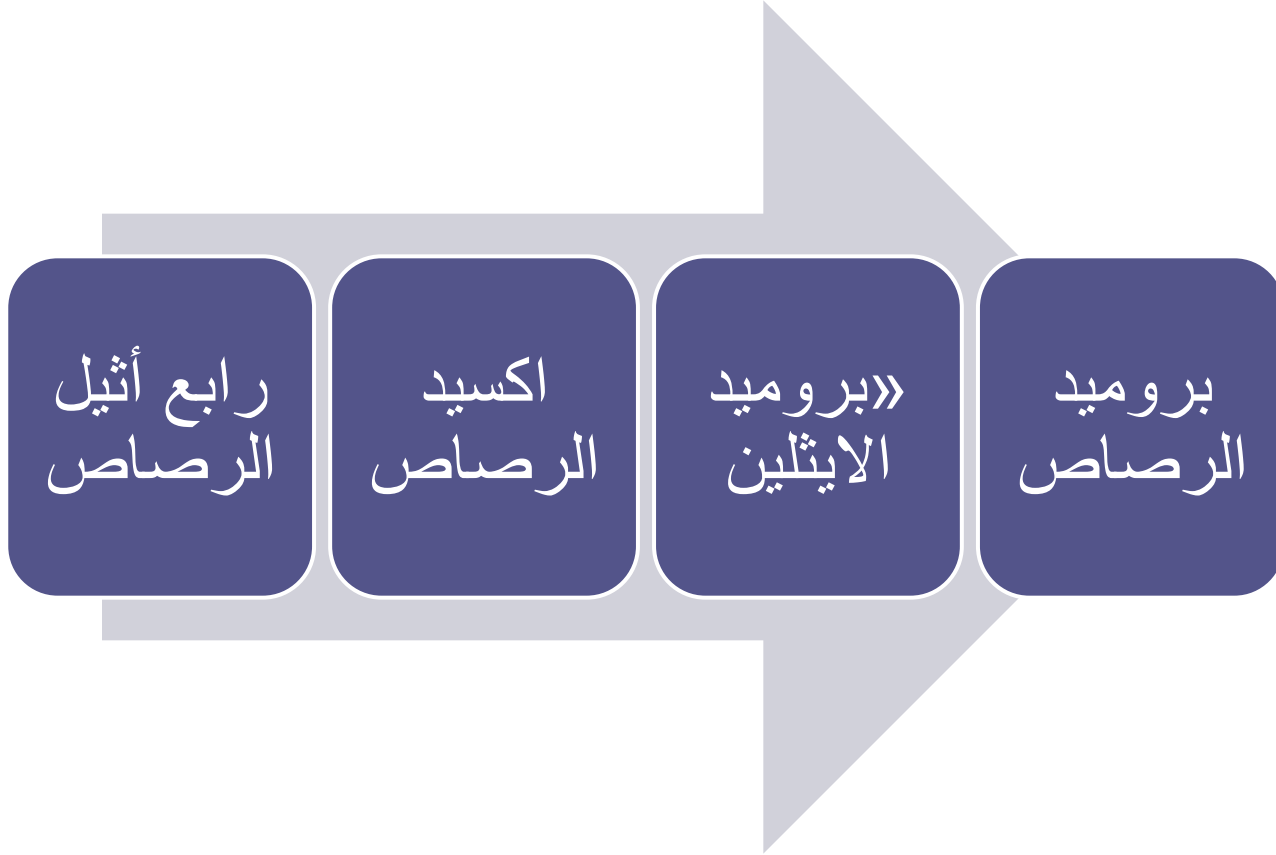 رابع أثيل
الرصاص
اكسيد
الرصاص
«بروميد
الايثلين
بروميد
الرصاص